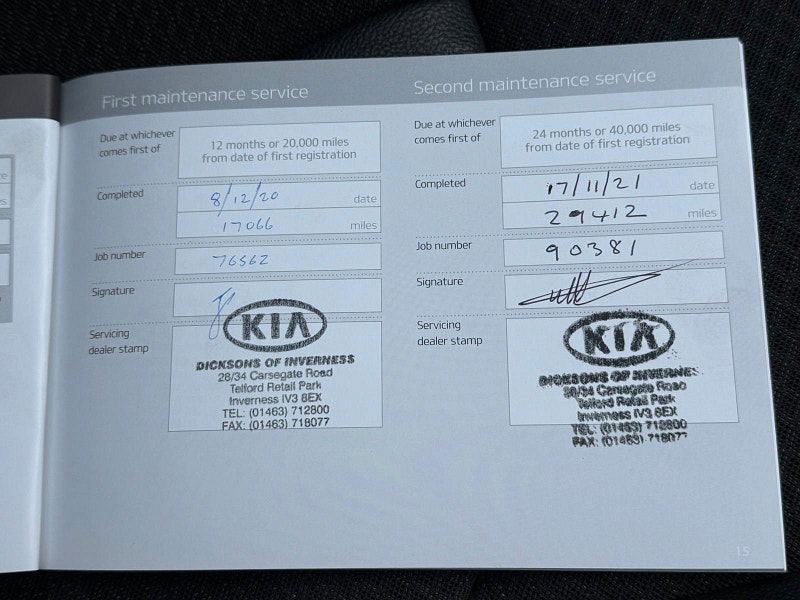 First maintenance service
Due at whichever
comes first of
12 months or 20,000 miles
from date of first registration
Completed
8/12/20 date
17066 miles
Job number
76562
Signature
Servicing
dealer stamp
KIA
DICKSONS OF INVERNESS
28/34 Carsegate Road
Telford Retail Park
Inverness IV3 8EX
TEL: (01463) 712800
FAX: (01463) 718077
Second maintenance service
Due at whichever
comes first of
24 months or 40,000 miles
from date of first registration
Completed
17/11/21 date
29412 miles
Job number
90381
Signature
Servicing
dealer stamp
KIA
DICKSONS OF INVERNESS
28/34 Carsegate Road
Telford Retail Park
Inverness IV3 8EX
TEL: (01463) 712800
FAX: (01463) 718077
15